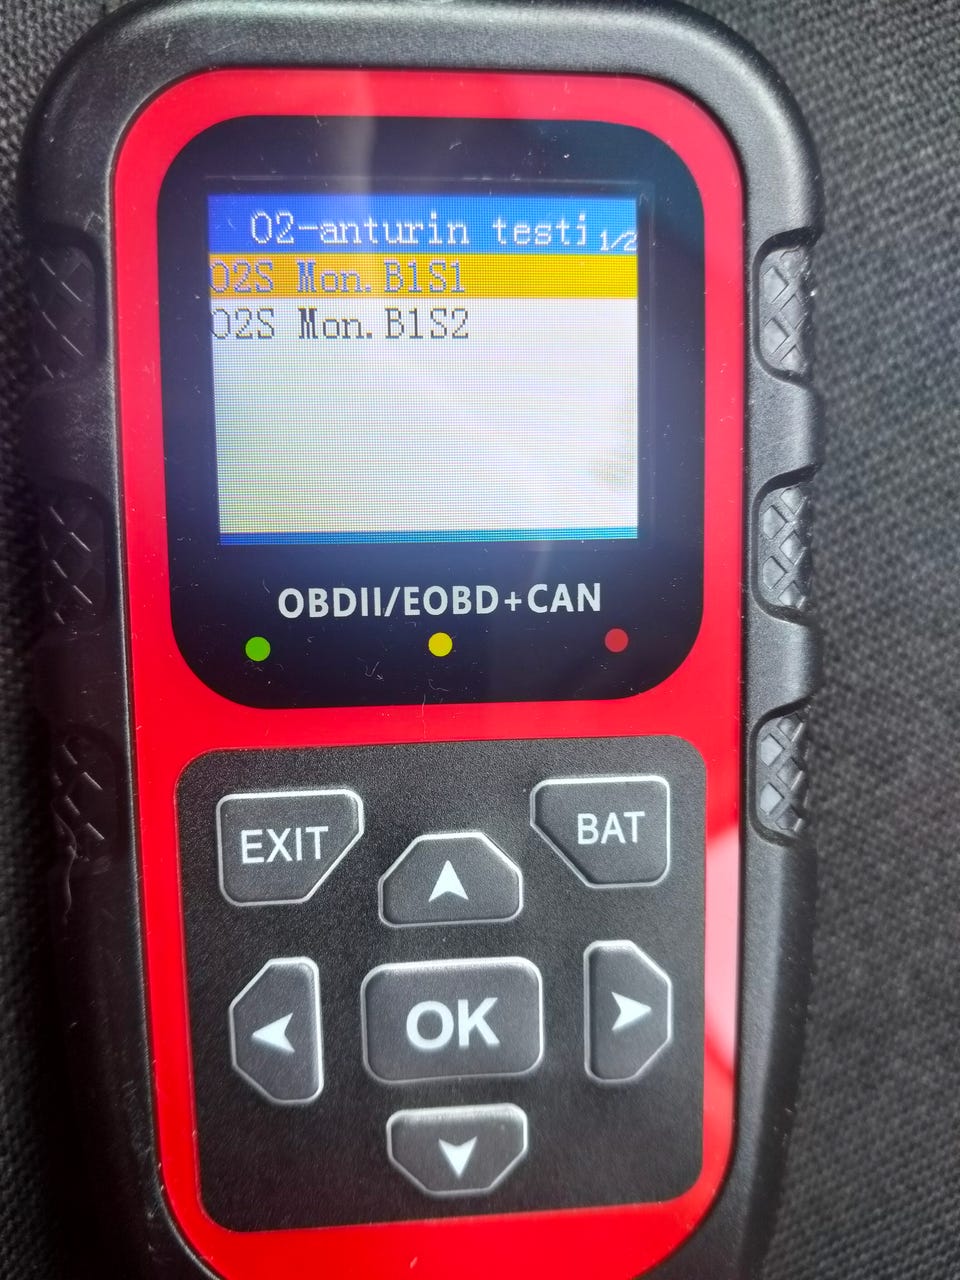 O2-anturin testi 1/2
O2S Mon. B1S1
O2S Mon. B1S2
OBDII/EOBD+CAN
EXIT
BAT
OK